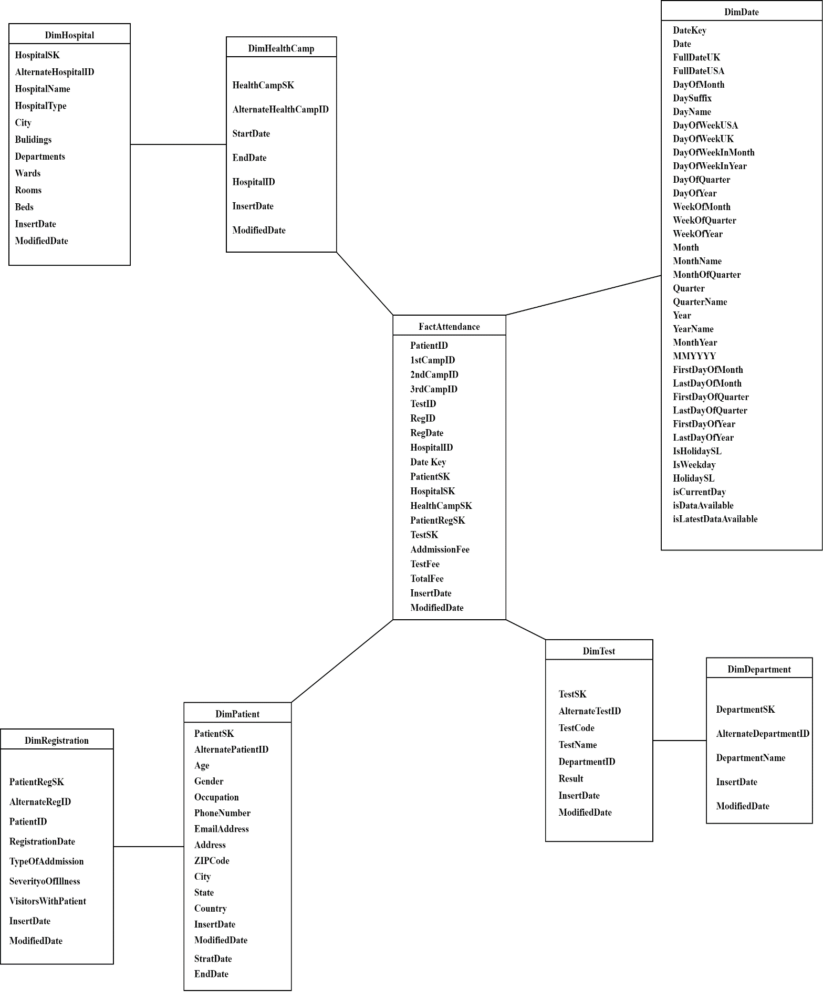 DimHospital
HospitalSK
AlternateHospitalID
HospitalName
HospitalType
City
Bulidings
Departments
Wards
Rooms
Beds
InsertDate
ModifiedDate
DimHealthCamp
HealthCampSK
AlternateHealthCampID
StartDate
EndDate
HospitalID
InsertDate
ModifiedDate
DimDate
DateKey
Date
FullDateUK
FullDateUSA
DayOfMonth
DaySuffix
DayName
DayOfWeekUSA
DayOfWeekUK
DayOfWeekInMonth
DayOfWeekInYear
DayOfQuarter
DayOfYear
WeekOfMonth
WeekOfQuarter
WeekOfYear
Month
MonthName
MonthOfQuarter
Quarter
QuarterName
Year
YearName
MonthYear
MMYYYY
FirstDayOfMonth
LastDayOfMonth
FirstDayOfQuarter
LastDayOfQuarter
FirstDayOfYear
LastDayOfYear
IsHolidaySL
IsWeekday
HolidaySL
isCurrentDay
isDataAvailable
isLatestDataAvailable
FactAttendance
PatientID
1stCampID
2ndCampID
3rdCampID
TestID
RegID
RegDate
HospitalID
Date Key
PatientSK
HospitalSK
HealthCampSK
PatientRegSK
TestSK
AddmissionFee
TestFee
TotalFee
InsertDate
ModifiedDate
DimRegistration
PatientRegSK
AlternateRegID
PatientID
RegistrationDate
TypeOfAddmission
SeverityoOfIllness
VisitorsWithPatient
InsertDate
ModifiedDate
DimPatient
PatientSK
AlternatePatientID
Age
Gender
Occupation
PhoneNumber
EmailAddress
Address
ZIPCode
City
State
Country
InsertDate
ModifiedDate
StratDate
EndDate
DimTest
TestSK
AlternateTestID
TestCode
TestName
DepartmentID
Result
InsertDate
ModifiedDate
DimDepartment
DepartmentSK
AlternateDepartmentID
DepartmentName
InsertDate
ModifiedDate